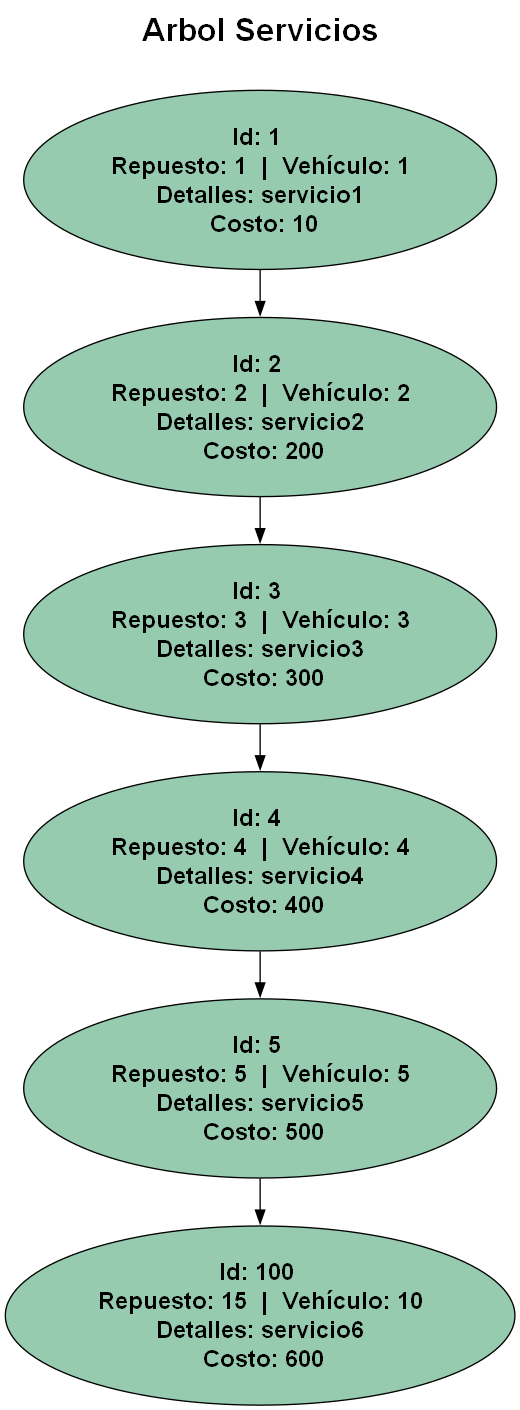 Arbol Servicios
Id: 1
Repuesto: 1 | Vehículo: 1
Detalles: servicio1
Costo: 10
Id: 2
Repuesto: 2 | Vehículo: 2
Detalles: servicio2
Costo: 200
Id: 3
Repuesto: 3 | Vehículo: 3
Detalles: servicio3
Costo: 300
Id: 4
Repuesto: 4 | Vehículo: 4
Detalles: servicio4
Costo: 400
Id: 5
Repuesto: 5 | Vehículo: 5
Detalles: servicio5
Costo: 500
Id: 100
Repuesto: 15 | Vehículo: 10
Detalles: servicio6
Costo: 600